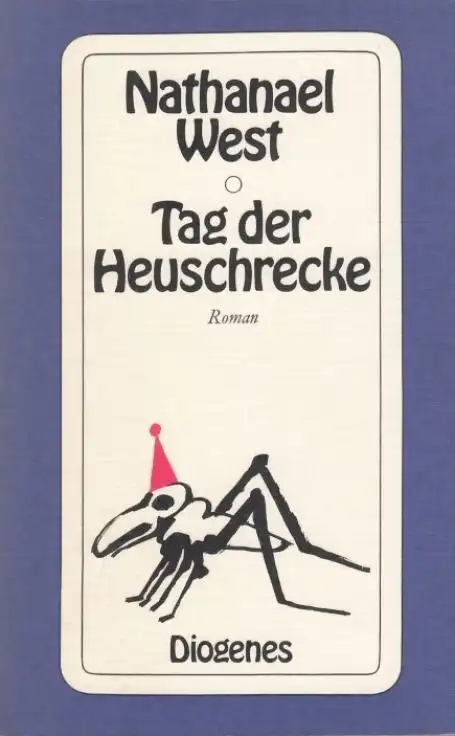 Nathanael
West
Tag der
Heuschrecke
Roman
Diogenes